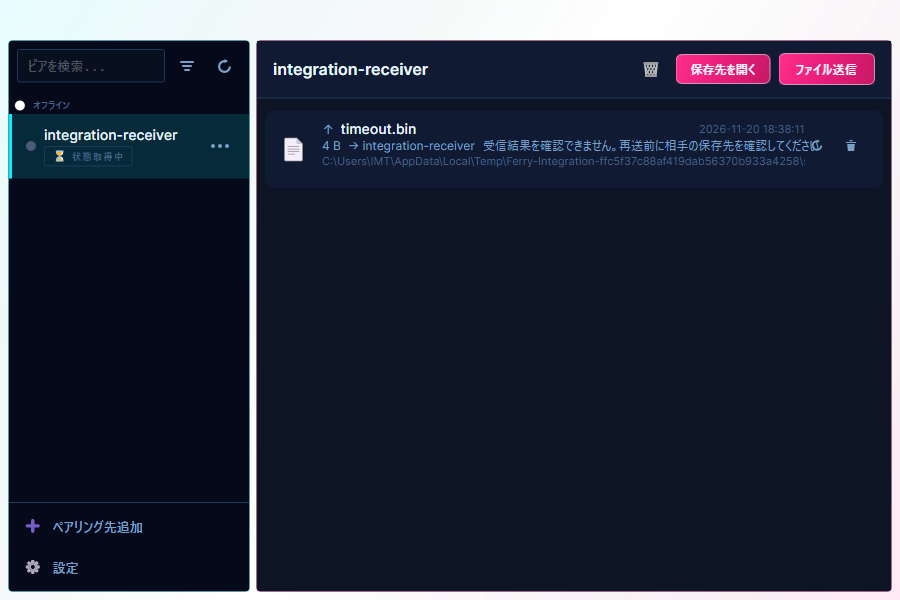 ピアを検索...
オフライン
integration-receiver
状態取得中
ペアリング先追加
設定
integration-receiver
保存先を開く
ファイル送信
↑ timeout.bin
2026-11-20 18:38:11
4 B → integration-receiver 受信結果を確認できません。再送前に相手の保存先を確認してくださ
C:\Users\IMT\AppData\Local\Temp\Ferry-Integration-ffc5f37c88af419dab56370b933a4258\